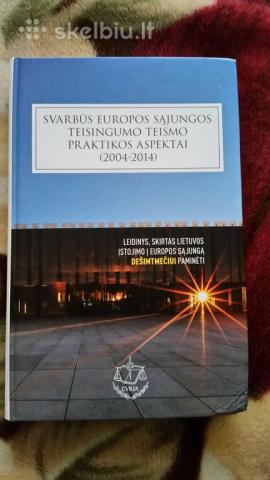 skelbiu.lt
SVARBŪS EUROPOS SĄJUNGOS
TEISINGUMO TEISMO
PRAKTIKOS ASPEKTAI
(2004-2014)
LEIDINYS, SKIRTAS LIETUVOS
ĮSTOJIMO Į EUROPOS SĄJUNGĄ
DEŠIMTMEČIUI PAMINĖTI
CVRIA